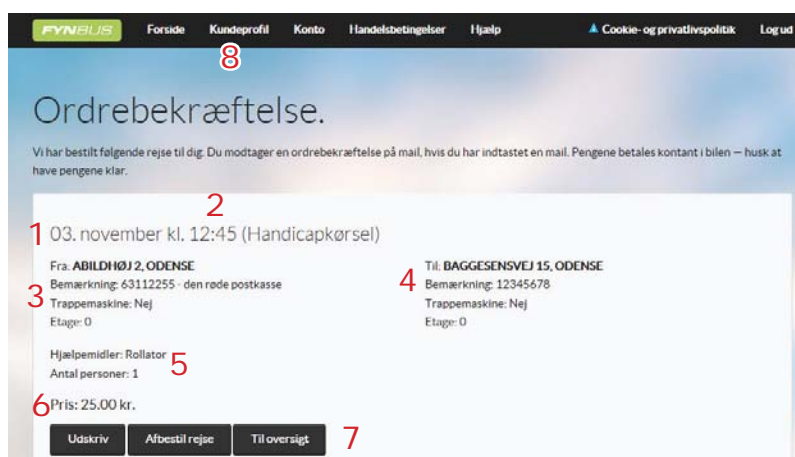 FYNBUS Forside Kundeprofil Konto Handelsbetingelser Hjælp Cookie- og privatlivspolitik Log ud
8
Ordrebekræftelse.
Vi har bestilt følgende rejse til dig. Du modtager en ordrebekræftelse på mail, hvis du har indtastet en mail. Pengene betales kontant i bilen — husk at
have pengene klar.
2
1 03. november kl. 12:45 (Handicapkørsel)
Fra: ABILDHØJ 2, ODENSE
Bemærkning: 63112255 - den røde postkasse
3
Trappemaskine: Nej
Etage: 0
Til: BAGGESENSVEJ 15, ODENSE
4 Bemærkning: 12345678
Trappemaskine: Nej
Etage: 0
Hjælpemidler: Rollator
5
Antal personer: 1
6 Pris: 25.00 kr.
Udskriv Afbestil rejse Til oversigt 7